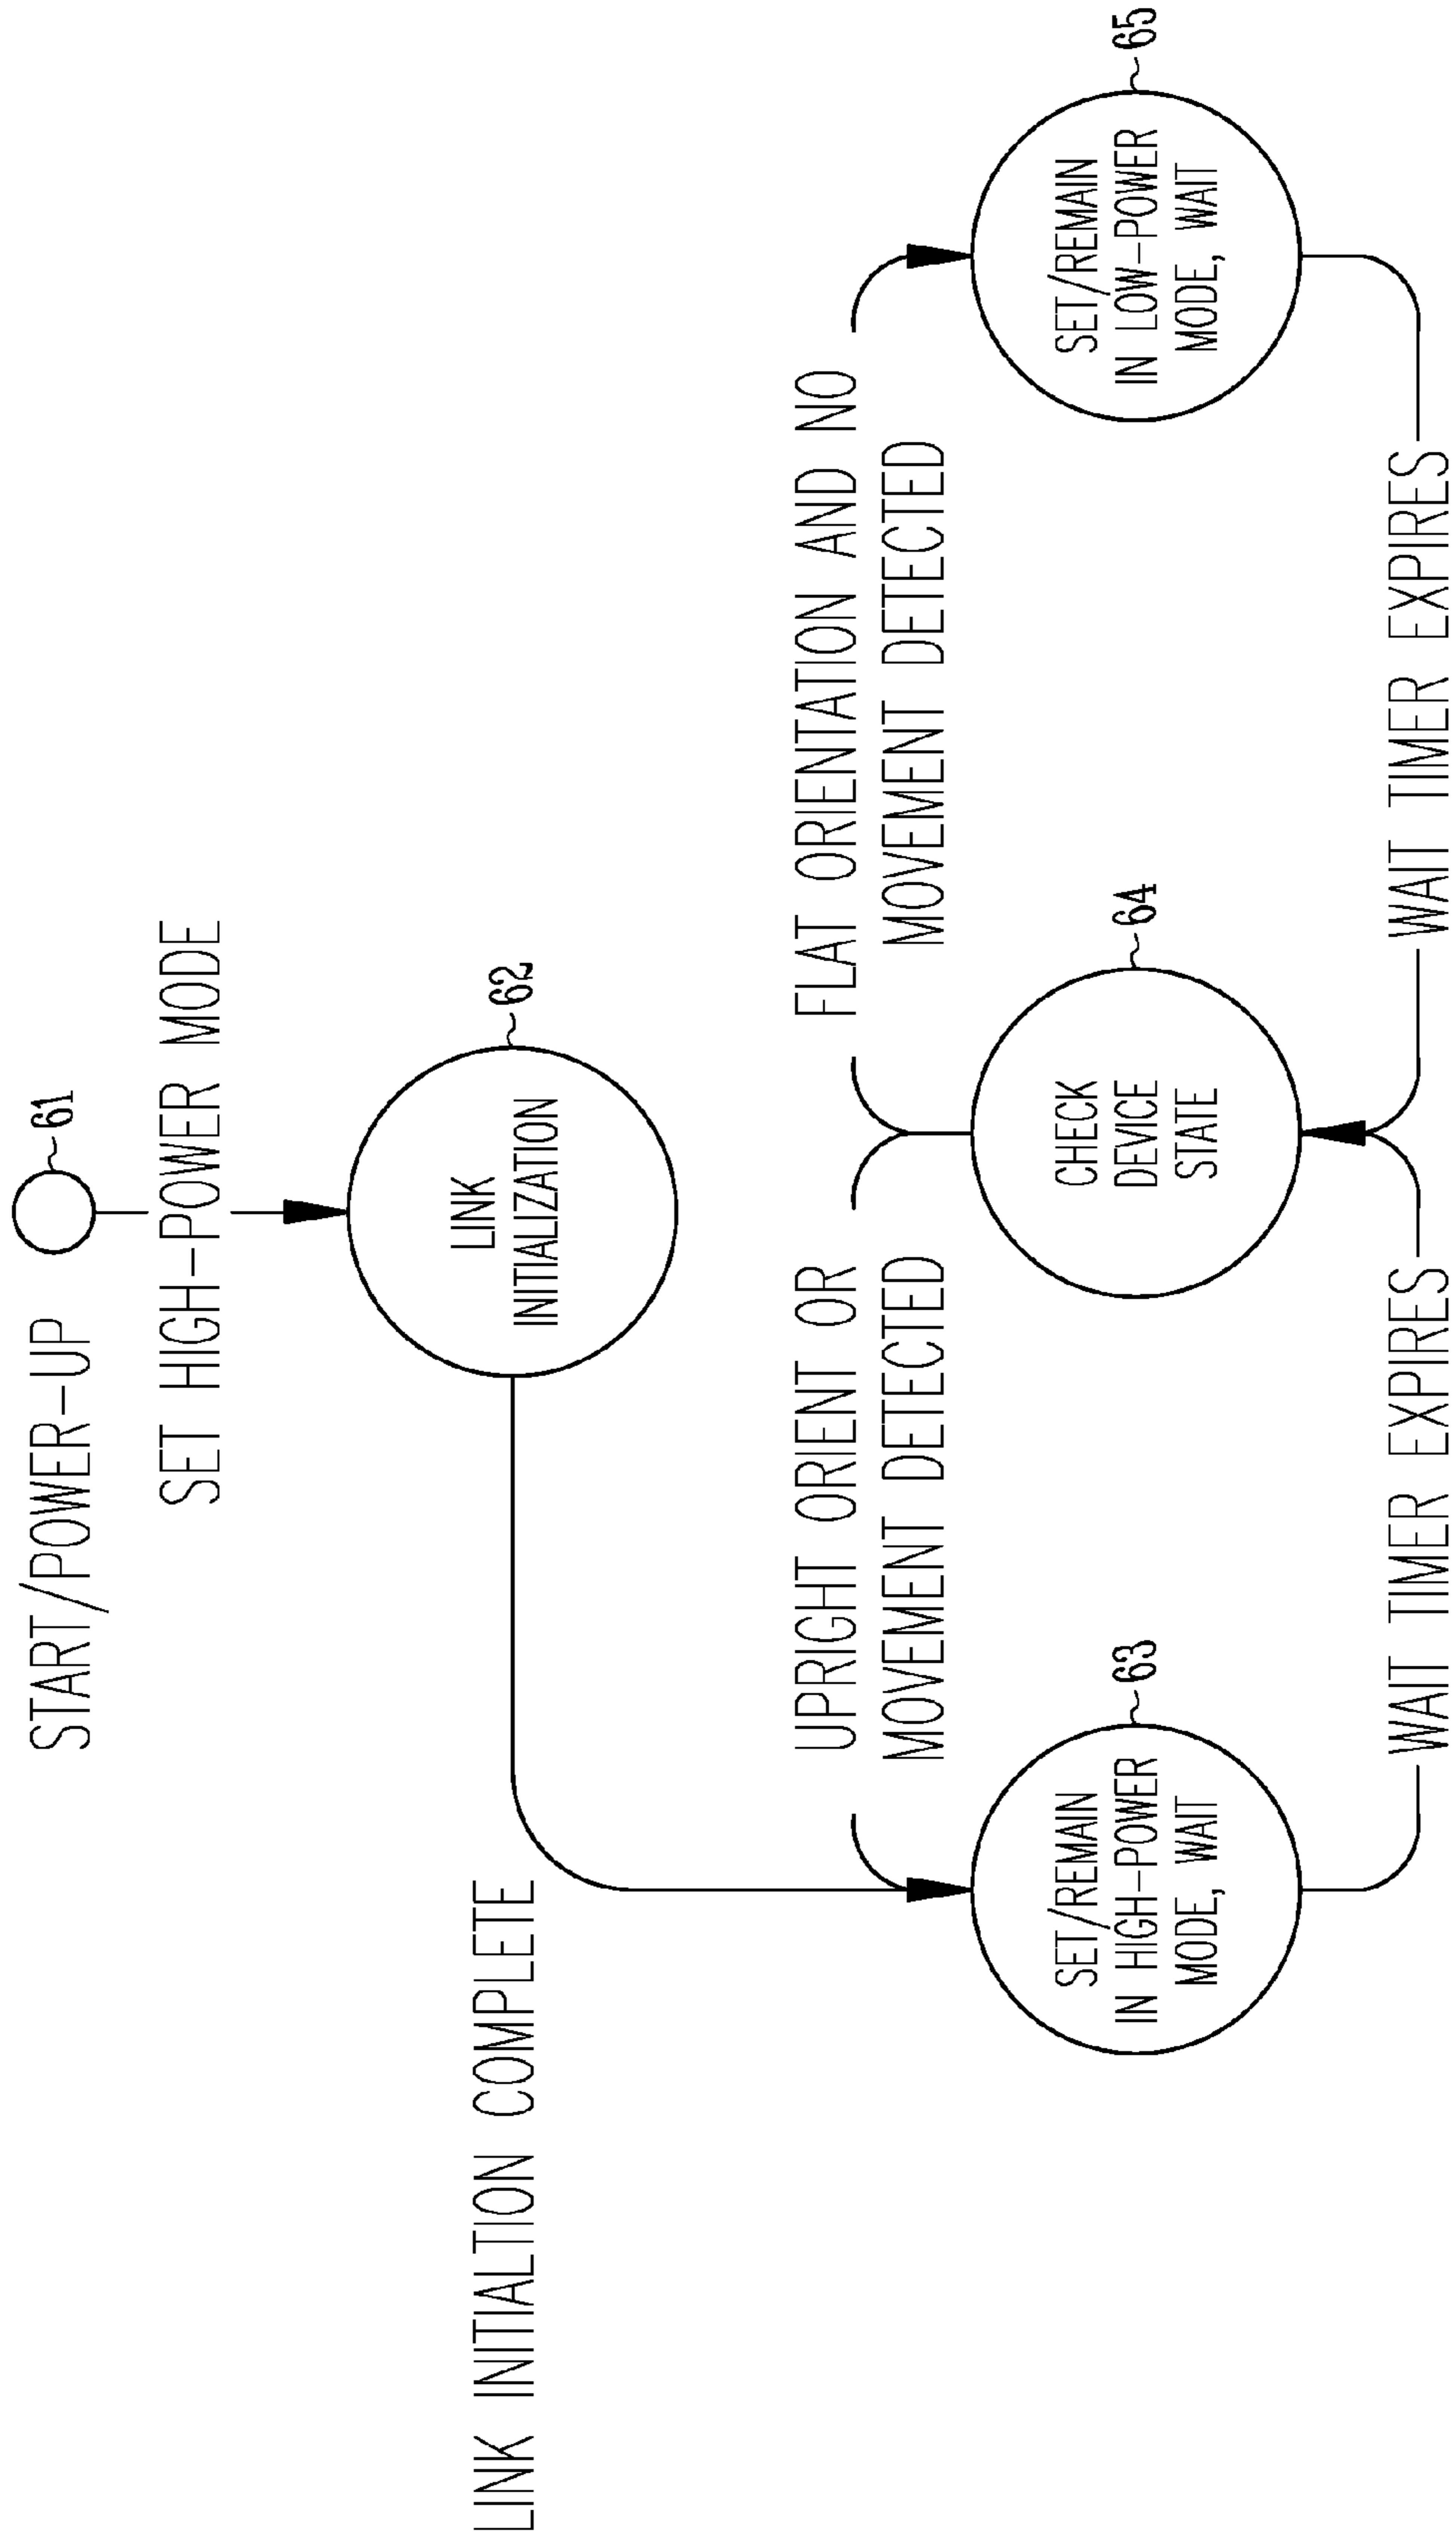 START/POWER-UP
61
SET HIGH-POWER MODE
LINK
INITIALIZATION
62
LINK INITIALTION COMPLETE
UPRIGHT ORIENT OR
MOVEMENT DETECTED
FLAT ORIENTATION AND NO
MOVEMENT DETECTED
SET/REMAIN
IN HIGH-POWER
MODE, WAIT
63
CHECK
DEVICE
STATE
64
SET/REMAIN
IN LOW-POWER
MODE, WAIT
65
WAIT TIMER EXPIRES
WAIT TIMER EXPIRES